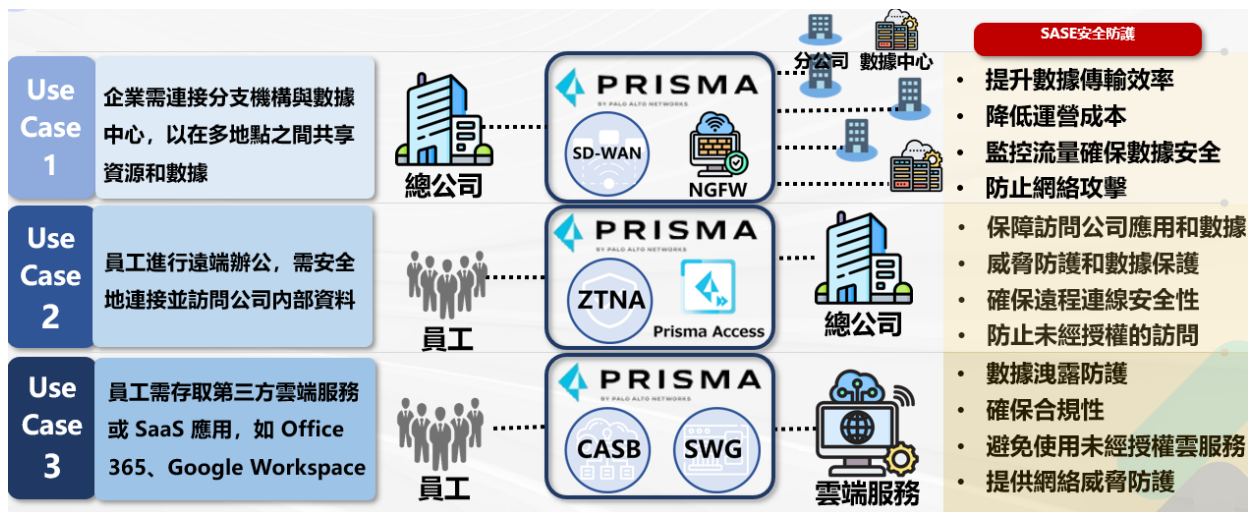 SASE安全防護
Use
Case
1
企業需連接分支機構與數據
中心，以在多地點之間共享
資源和數據
總公司
PRISMA
BY PALO ALTO NETWORKS
SD-WAN
NGFW
分公司
數據中心
• 提升數據傳輸效率
• 降低運營成本
• 監控流量確保數據安全
• 防止網絡攻擊
Use
Case
2
員工進行遠端辦公，需安全
地連接並訪問公司內部資料
員工
PRISMA
BY PALO ALTO NETWORKS
ZTNA
Prisma Access
總公司
• 保障訪問公司應用和數據
• 威脅防護和數據保護
• 確保遠程連線安全性
• 防止未經授權的訪問
Use
Case
3
員工需存取第三方雲端服務
或 SaaS 應用，如 Office
365、Google Workspace
員工
PRISMA
BY PALO ALTO NETWORKS
CASB
SWG
雲端服務
• 數據洩露防護
• 確保合規性
• 避免使用未經授權雲服務
• 提供網絡威脅防護